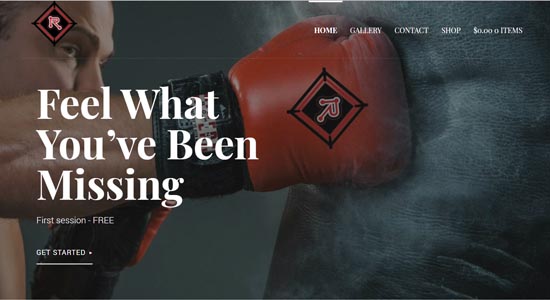 R
HOME GALLERY CONTACT SHOP $0.00 0 ITEMS
R
Feel What
You’ve Been
Missing
First session - FREE
GET STARTED ▸